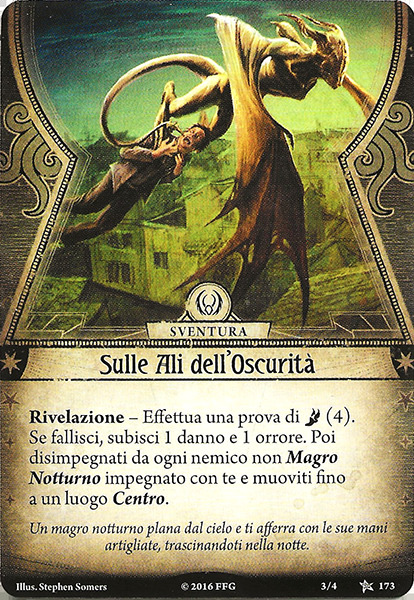 SVENTURA
Sulle Ali dell'Oscurità
Rivelazione – Effettua una prova di (4).
Se fallisci, subisci 1 danno e 1 orrore. Poi
disimpegnati da ogni nemico non Magro
Notturno impegnato con te e muoviti fino
a un luogo Centro.
Un magro notturno plana dal cielo e ti afferra con le sue mani
artigliate, trascinandoti nella notte.
Illus. Stephen Somers © 2016 FFG 3/4 173